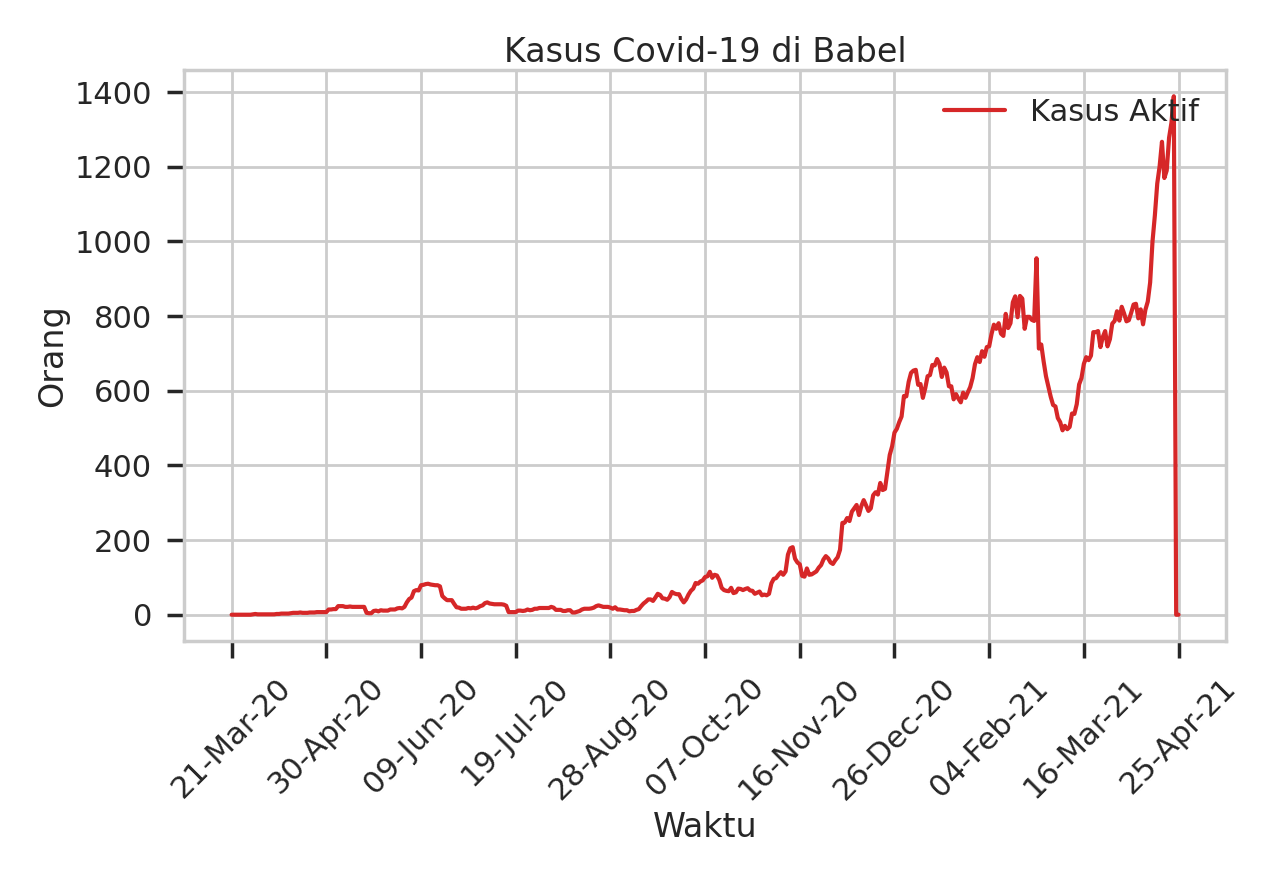 Kasus Covid-19 di Babel
Kasus Aktif
1400
1200
1000
800
600
400
200
0
Orang
21-Mar-20
30-Apr-20
09-Jun-20
19-Jul-20
28-Aug-20
07-Oct-20
16-Nov-20
26-Dec-20
04-Feb-21
16-Mar-21
25-Apr-21
Waktu